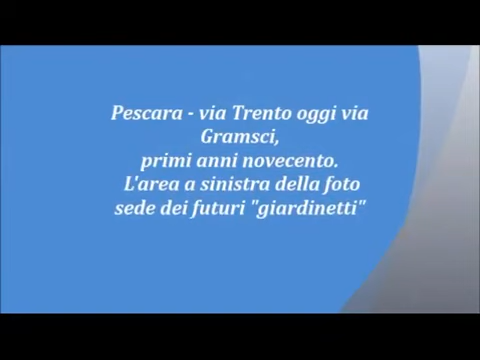 Pescara - via Trento oggi via
Gramsci,
primi anni novecento.
L'area a sinistra della foto
sede dei futuri "giardinetti"